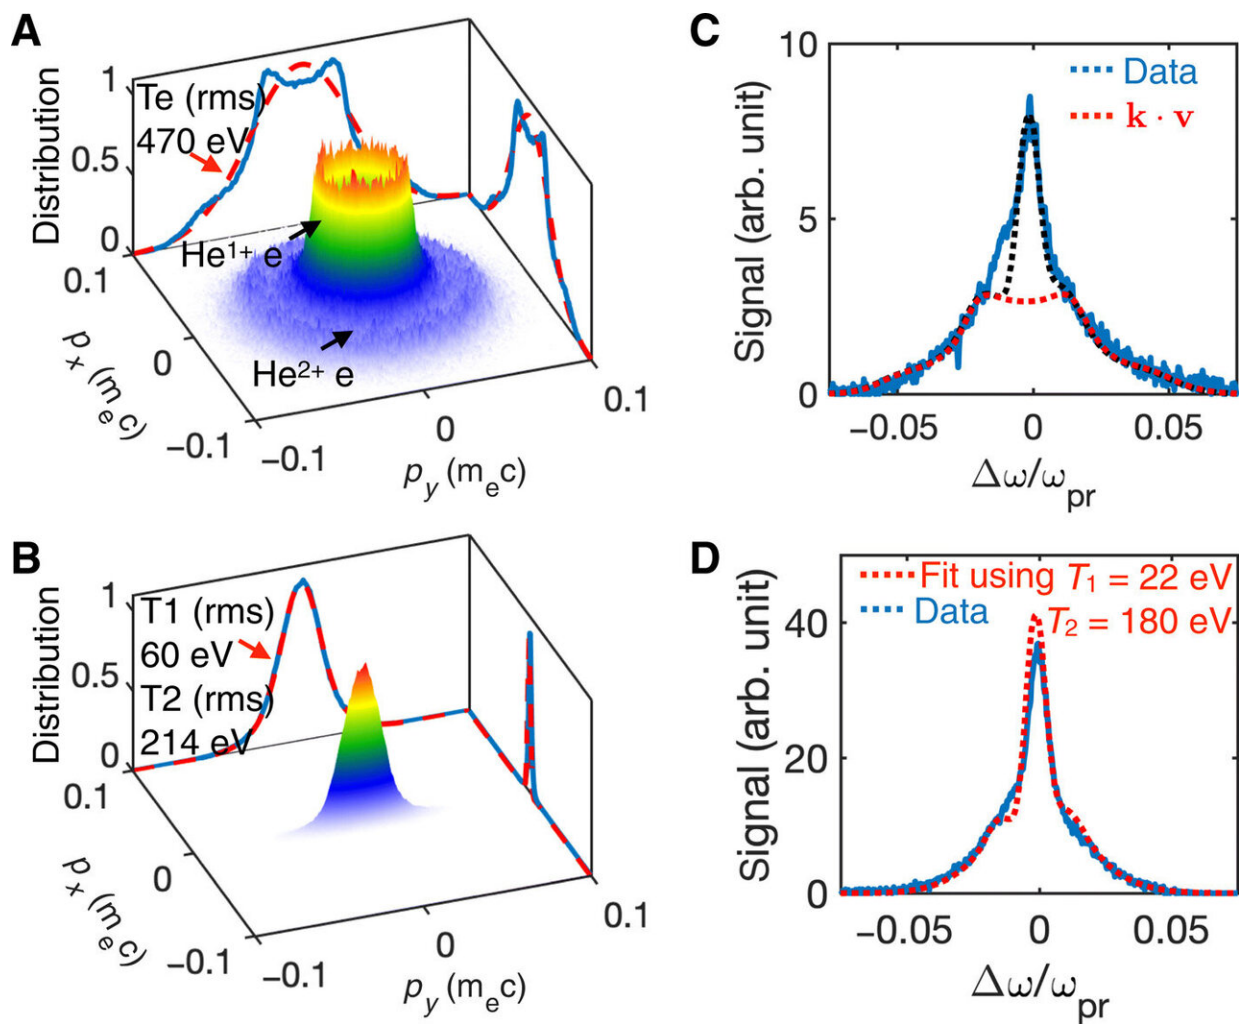 A
Distribution
1
0.5
0
Te (rms)
470 eV
He1+ e
He2+ e
0.1
0
−0.1
px (mec)
−0.1
0
0.1
py (mec)
C
Signal (arb. unit)
10
5
0
Data
k · v
−0.05
0
0.05
Δω/ωpr
B
Distribution
1
0.5
0
T1 (rms)
60 eV
T2 (rms)
214 eV
0.1
0
−0.1
px (mec)
−0.1
0
0.1
py (mec)
D
Signal (arb. unit)
40
20
0
Fit using T1 = 22 eV
Data
T2 = 180 eV
−0.05
0
0.05
Δω/ωpr